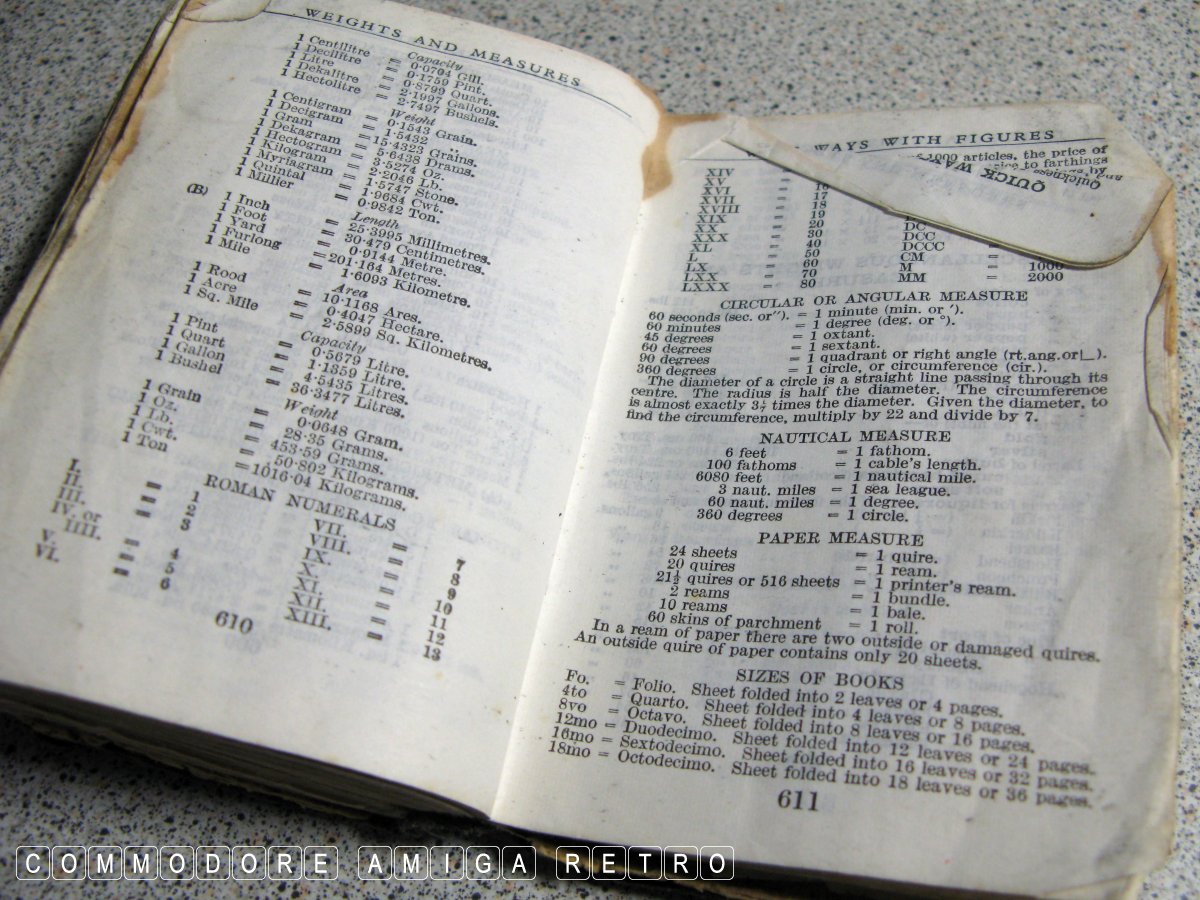 WEIGHTS AND MEASURES
Capacity
1 Centilitre = 0·0704 Gill.
1 Decilitre = 0·1759 Pint.
1 Litre = 0·8799 Quart.
1 Dekalitre = 2·1997 Gallons.
1 Hectolitre = 2·7497 Bushels.
Weight
1 Centigram = 0·1543 Grain.
1 Decigram = 1·5432 ,,
1 Gram = 15·4323 Grains.
1 Dekagram = 5·6438 Drams.
1 Hectogram = 3·5274 Oz.
1 Kilogram = 2·2046 Lb.
1 Myriagram = 1·5747 Stone.
1 Quintal = 1·9684 Cwt.
1 Millier = 0·9842 Ton.
(B) Length
1 Inch = 25·3995 Millimetres.
1 Foot = 30·479 Centimetres.
1 Yard = 0·9144 Metre.
1 Furlong = 201·164 Metres.
1 Mile = 1·6093 Kilometre.
Area
1 Rood = 10·1168 Ares.
1 Acre = 0·4047 Hectare.
1 Sq. Mile = 2·5899 Sq. Kilometres.
Capacity
1 Pint = 0·5679 Litre.
1 Quart = 1·1359 Litre.
1 Gallon = 4·5435 Litres.
1 Bushel = 36·3477 Litres.
Weight
1 Grain = 0·0648 Gram.
1 Oz. = 28·35 Grams.
1 Lb. = 453·59 Grams.
1 Cwt. = 50·802 Kilograms.
1 Ton = 1016·04 Kilograms.
ROMAN NUMERALS
I. = 1 VII. = 7
II. = 2 VIII. = 8
III. = 3 IX. = 9
IV. or IIII. = 4 X. = 10
V. = 5 XI. = 11
VI. = 6 XII. = 12
XIII. = 13
610
WAYS WITH FIGURES
1000 articles, the price of
to farthings
QUICK WA
Quickness
XIV =
XV
XVI 16
XVII 17
XVIII = 18
XIX = 19
XX = 20 DC
XXX = 30 DCC
XL = 40 DCCC
L = 50 CM =
LX = 60 M = 1000
LXX = 70 MM = 2000
LXXX = 80
CIRCULAR OR ANGULAR MEASURE
60 seconds (sec. or ″). = 1 minute (min. or ′).
60 minutes = 1 degree (deg. or °).
45 degrees = 1 oxtant.
60 degrees = 1 sextant.
90 degrees = 1 quadrant or right angle (rt.ang.or∟).
360 degrees = 1 circle, or circumference (cir.).
The diameter of a circle is a straight line passing through its
centre. The radius is half the diameter. The circumference
is almost exactly 3 1/7 times the diameter. Given the diameter, to
find the circumference, multiply by 22 and divide by 7.
NAUTICAL MEASURE
6 feet = 1 fathom.
100 fathoms = 1 cable's length.
6080 feet = 1 nautical mile.
3 naut. miles = 1 sea league.
60 naut. miles = 1 degree.
360 degrees = 1 circle.
PAPER MEASURE
24 sheets = 1 quire.
20 quires = 1 ream.
21½ quires or 516 sheets = 1 printer's ream.
2 reams = 1 bundle.
10 reams = 1 bale.
60 skins of parchment = 1 roll.
In a ream of paper there are two outside or damaged quires.
An outside quire of paper contains only 20 sheets.
SIZES OF BOOKS
Fo. = Folio. Sheet folded into 2 leaves or 4 pages.
4to = Quarto. Sheet folded into 4 leaves or 8 pages.
8vo = Octavo. Sheet folded into 8 leaves or 16 pages.
12mo = Duodecimo. Sheet folded into 12 leaves or 24 pages.
16mo = Sextodecimo. Sheet folded into 16 leaves or 32 pages.
18mo = Octodecimo. Sheet folded into 18 leaves or 36 pages.
611
COMMODORE AMIGA RETRO